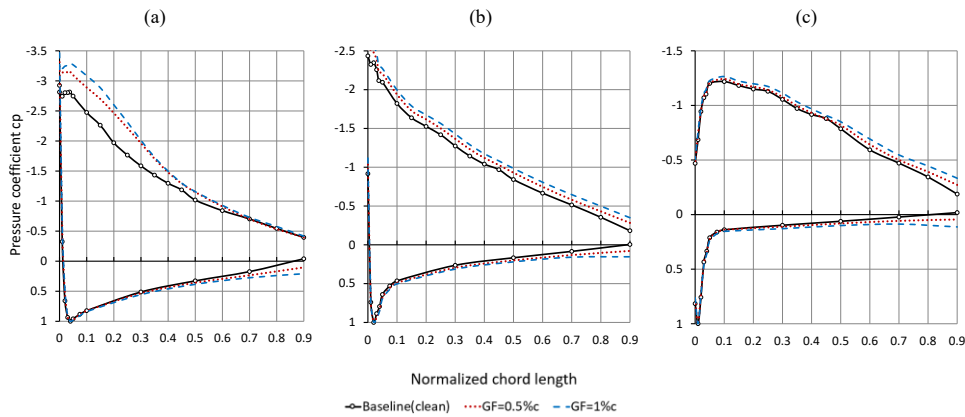 (a) (b) (c)
-3.5 -2.5 -1.5
-3
-2 -1
-2.5
-1.5
-2
-1 -0.5
-1.5
-0.5
-1 0
-0.5 0
0 0.5 0.5
0.5
1 1 1
Pressure coefficient cp
0 0.1 0.2 0.3 0.4 0.5 0.6 0.7 0.8 0.9 0 0.1 0.2 0.3 0.4 0.5 0.6 0.7 0.8 0.9 0 0.1 0.2 0.3 0.4 0.5 0.6 0.7 0.8 0.9
Normalized chord length
Baseline(clean) GF=0.5%c GF=1%c